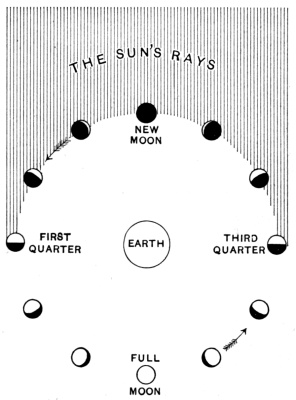 THE SUN'S RAYS
NEW
MOON
FIRST
QUARTER
EARTH
THIRD
QUARTER
FULL
MOON